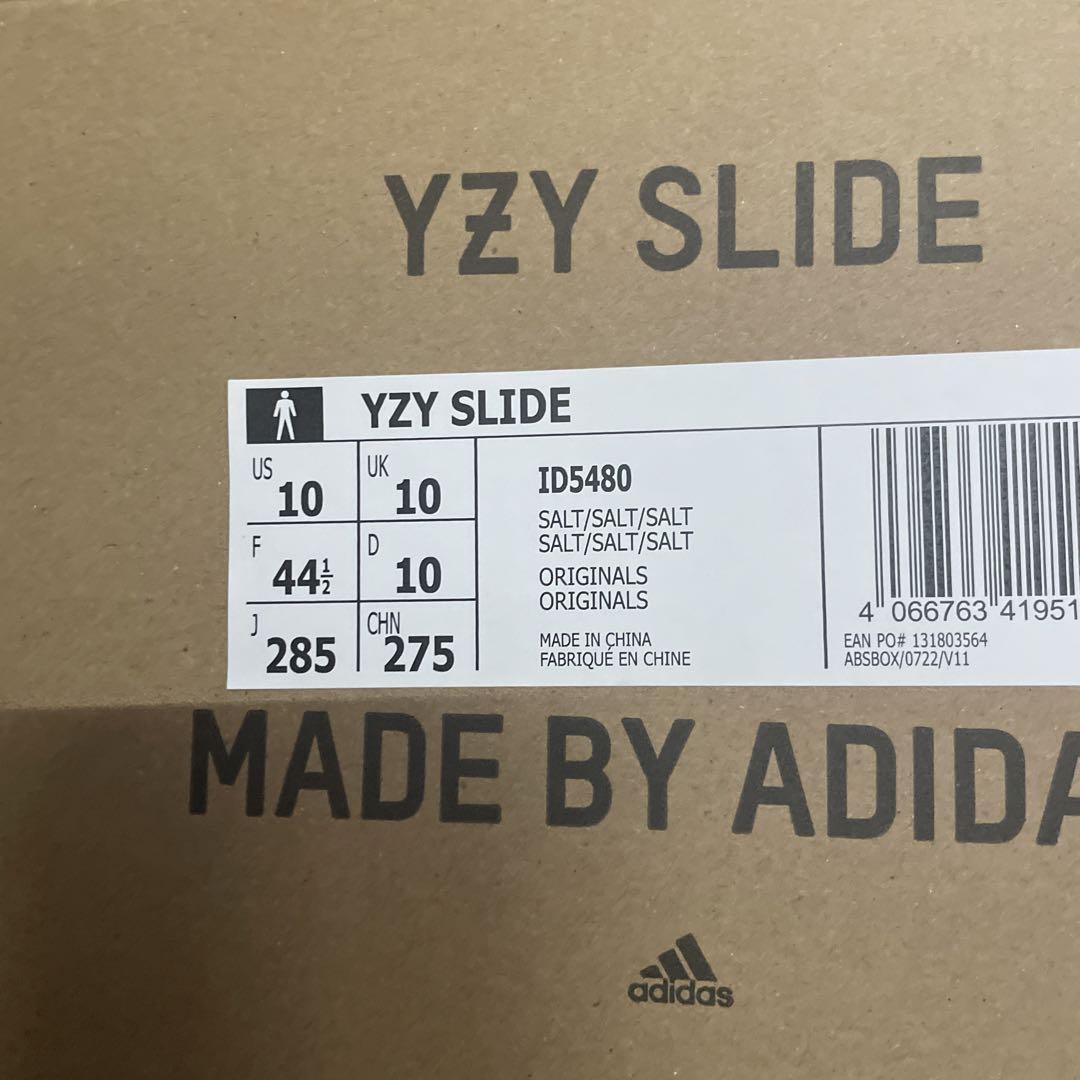 YZY SLIDE
YZY SLIDE
US 10 UK 10
F 44½ D 10
J 285 CHN 275
ID5480
SALT/SALT/SALT
SALT/SALT/SALT
ORIGINALS
ORIGINALS
MADE IN CHINA
FABRIQUÉ EN CHINE
4 066763 41951
EAN PO# 131803564
ABSBOX/0722/V11
MADE BY ADIDA
adidas